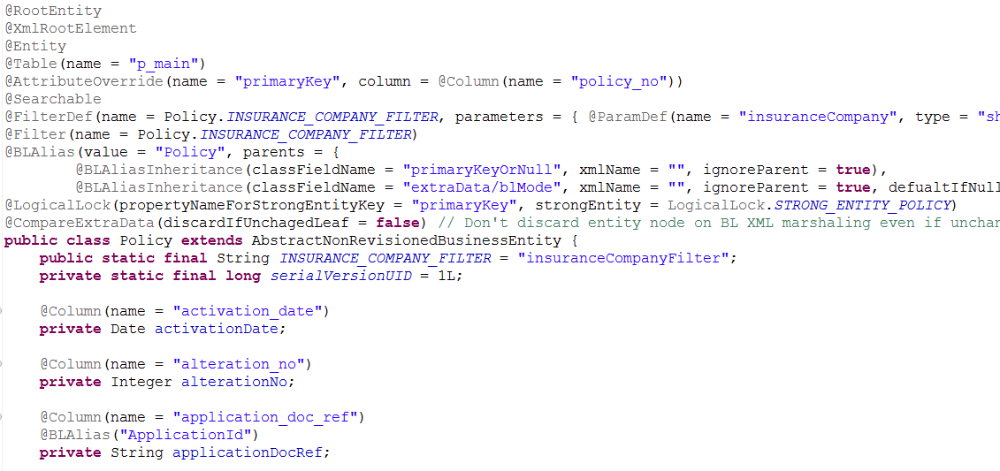 @RootEntity
@XmlRootElement
@Entity
@Table(name = "p_main")
@AttributeOverride(name = "primaryKey", column = @Column(name = "policy_no"))
@Searchable
@FilterDef(name = Policy.INSURANCE_COMPANY_FILTER, parameters = { @ParamDef(name = "insuranceCompany", type = "sh
@Filter(name = Policy.INSURANCE_COMPANY_FILTER)
@BLAlias(value = "Policy", parents = {
@BLAliasInheritance(classFieldName = "primaryKeyOrNull", xmlName = "", ignoreParent = true),
@BLAliasInheritance(classFieldName = "extraData/blMode", xmlName = "", ignoreParent = true, defualtIfNull
@LogicalLock(propertyNameForStrongEntityKey = "primaryKey", strongEntity = LogicalLock.STRONG_ENTITY_POLICY)
@CompareExtraData(discardIfUnchagedLeaf = false) // Don't discard entity node on BL XML marshaling even if unchar
public class Policy extends AbstractNonRevisionedBusinessEntity {
public static final String INSURANCE_COMPANY_FILTER = "insuranceCompanyFilter";
private static final long serialVersionUID = 1L;
@Column(name = "activation_date")
private Date activationDate;
@Column(name = "alteration_no")
private Integer alterationNo;
@Column(name = "application_doc_ref")
@BLAlias("ApplicationId")
private String applicationDocRef;